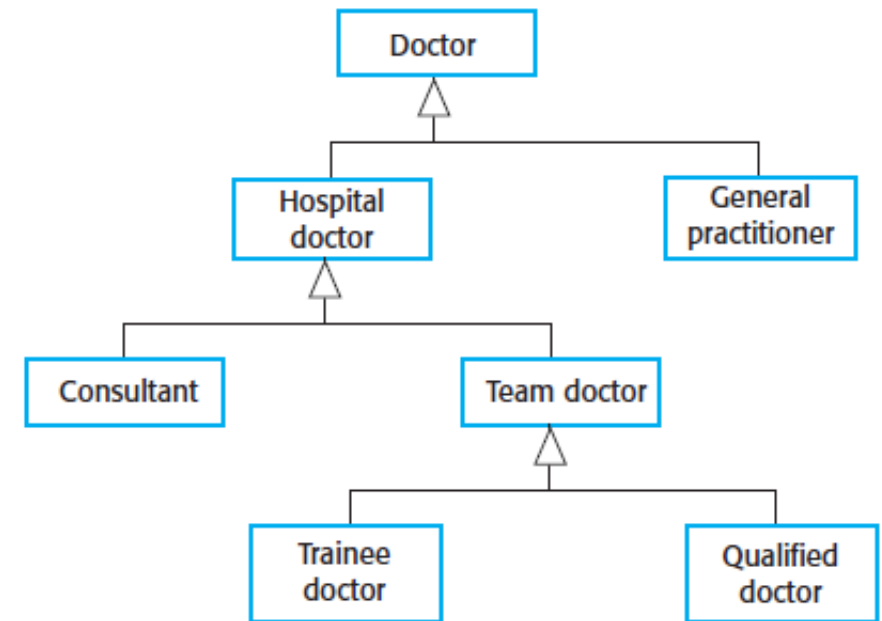 Doctor
Hospital
doctor
General
practitioner
Consultant
Team doctor
Trainee
doctor
Qualified
doctor